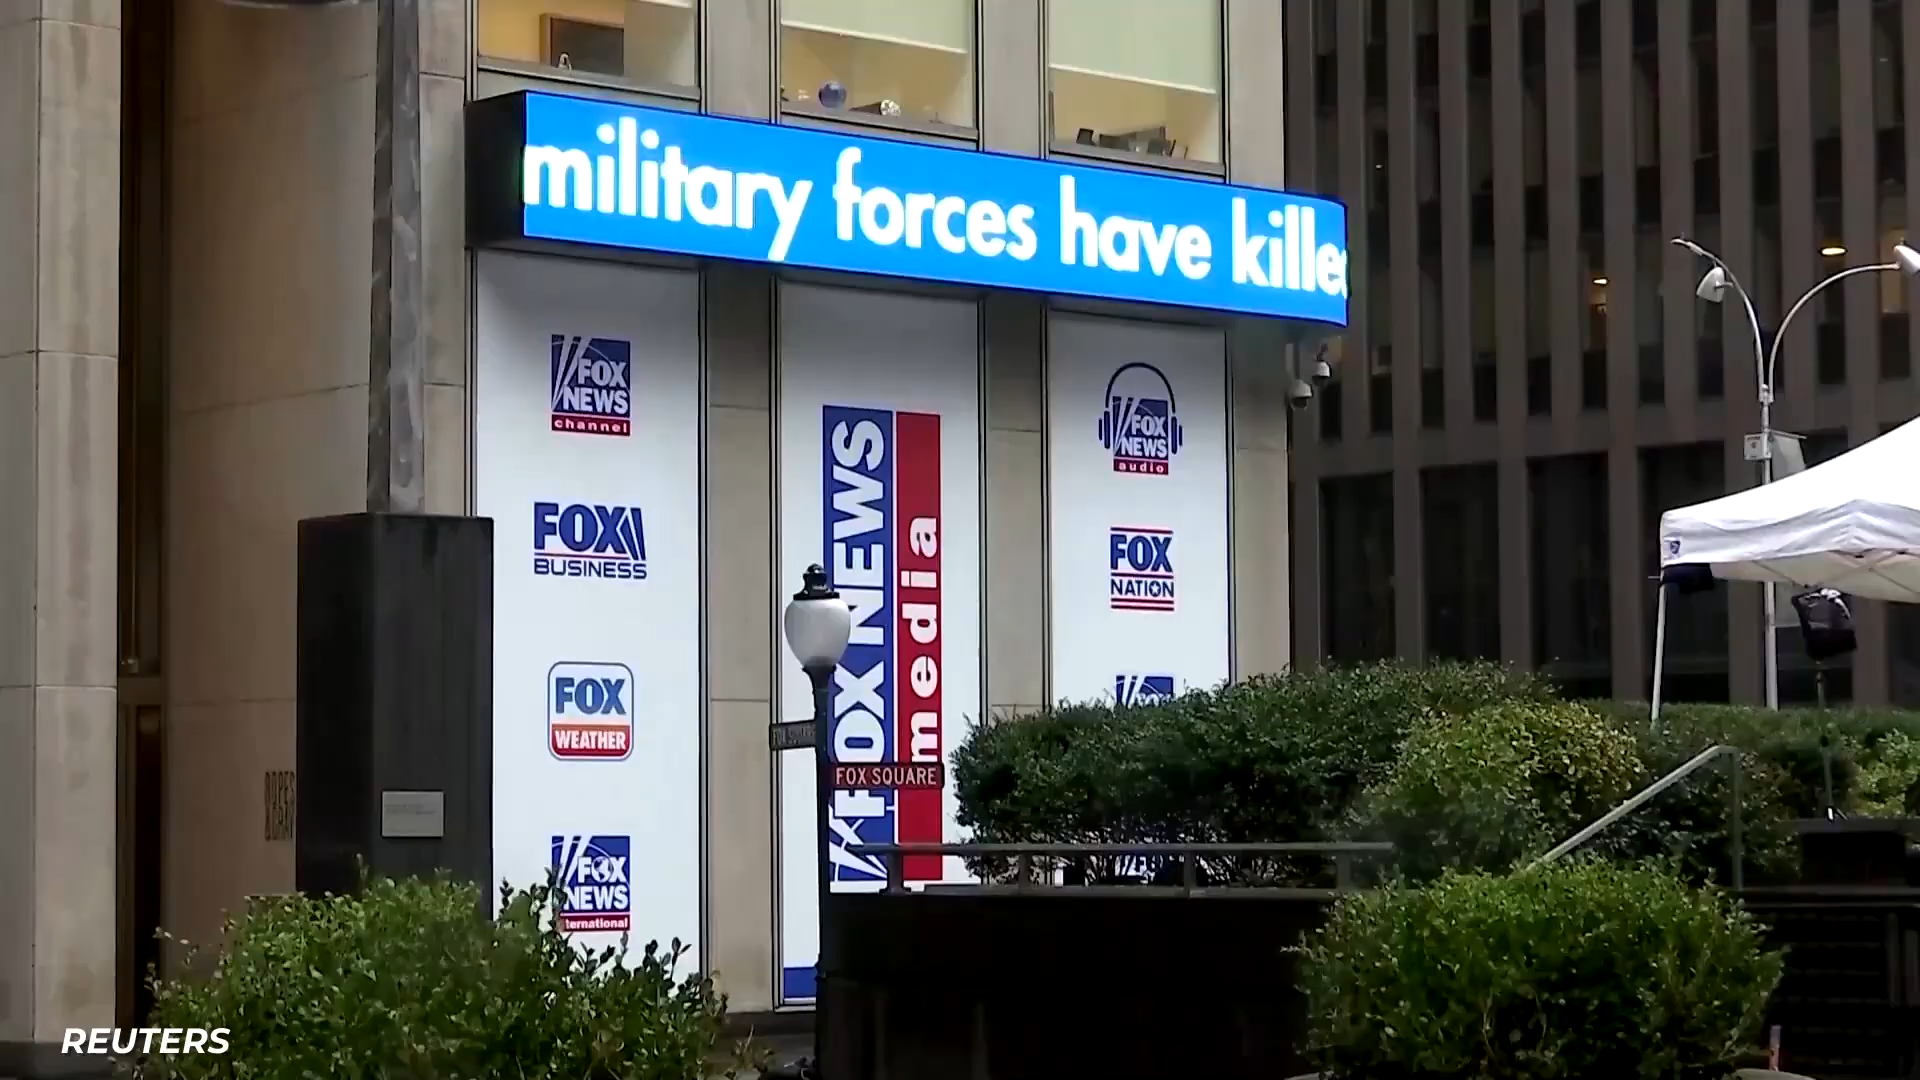 military forces have kille
FOX
NEWS
channel
FOX
BUSINESS
FOX
WEATHER
FOX
NEWS
ternational
FOX NEWS
media
FOX
NEWS
audio
FOX
NATION
FOX SQUARE
REUTERS